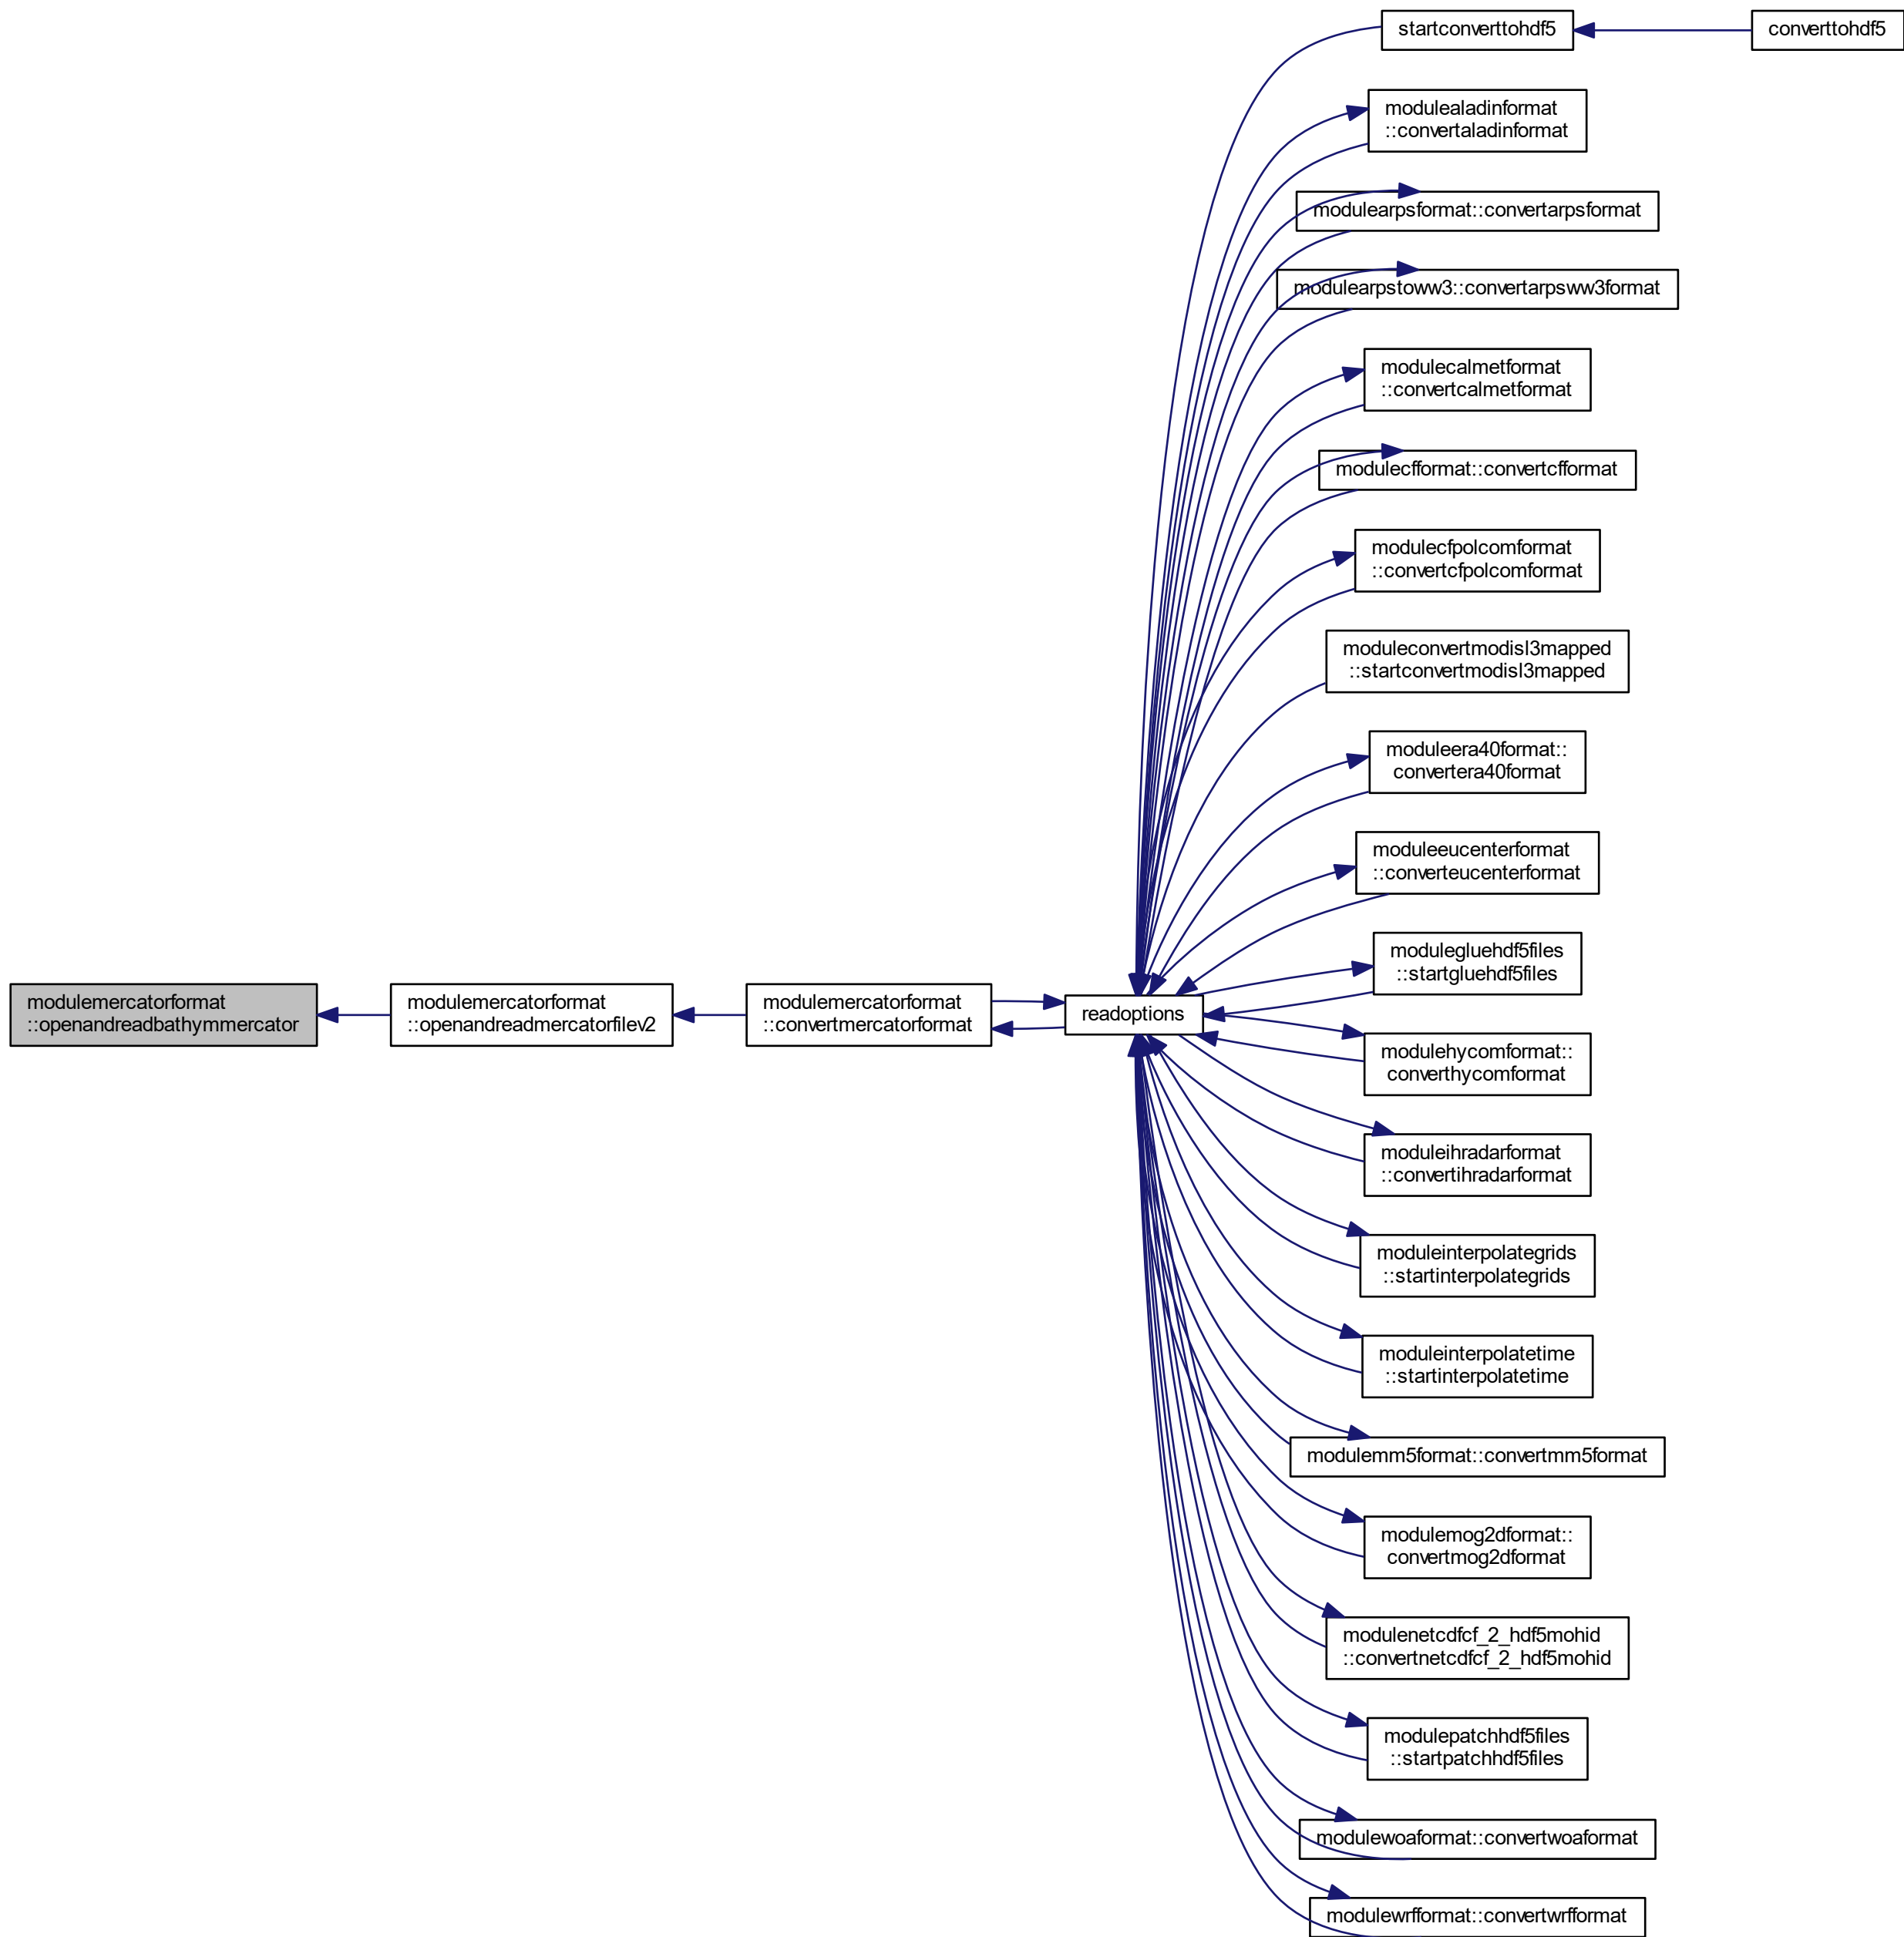 startconverttohdf5
converttohdf5
modulealadinformat
::convertaladinformat
modulearpsformat::convertarpsformat
modulearpstoww3::convertarpsww3format
modulecalmetformat
::convertcalmetformat
modulecfformat::convertcfformat
modulecfpolcomformat
::convertcfpolcomformat
moduleconvertmodisl3mapped
::startconvertmodisl3mapped
moduleera40format::
convertera40format
moduleeucenterformat
::converteucenterformat
modulegluehdf5files
::startgluehdf5files
modulemercatorformat
::openandreadbathymmercator
modulemercatorformat
::openandreadmercatorfilev2
modulemercatorformat
::convertmercatorformat
readoptions
modulehycomformat::
converthycomformat
moduleihradarformat
::convertihradarformat
moduleinterpolategrids
::startinterpolategrids
moduleinterpolatetime
::startinterpolatetime
modulemm5format::convertmm5format
modulemog2dformat::
convertmog2dformat
modulenetcdfcf_2_hdf5mohid
::convertnetcdfcf_2_hdf5mohid
modulepatchhdf5files
::startpatchhdf5files
modulewoaformat::convertwoaformat
modulewrfformat::convertwrfformat